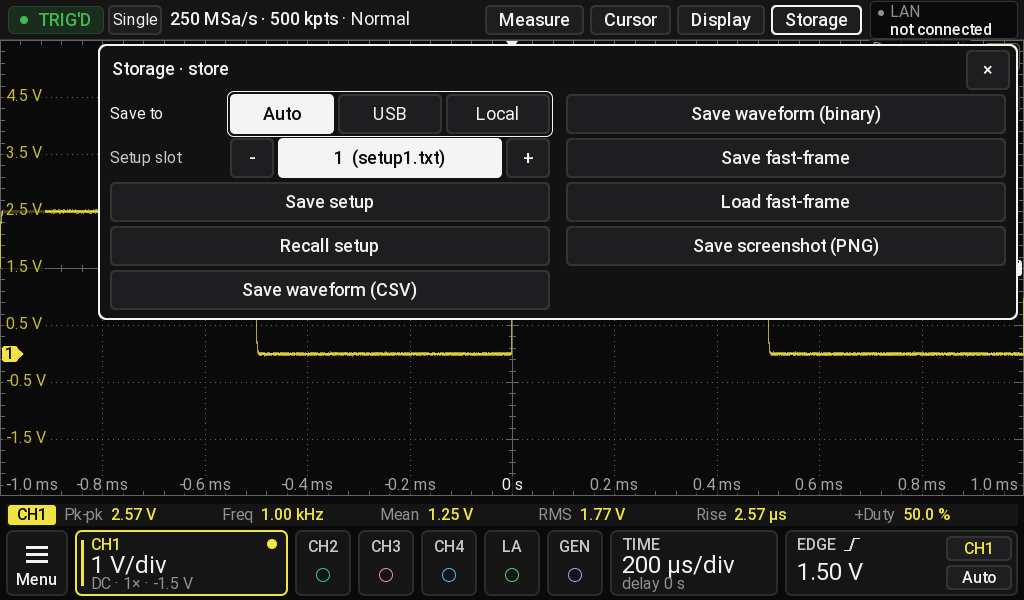 TRIG'D Single 250 MSa/s · 500 kpts · Normal Measure Cursor Display Storage LAN
not connected
Storage · store ×
Save to Auto USB Local
Setup slot - 1 (setup1.txt) +
Save setup
Recall setup
Save waveform (CSV)
Save waveform (binary)
Save fast-frame
Load fast-frame
Save screenshot (PNG)
4.5 V
3.5 V
2.5 V
1.5 V
0.5 V
1
-0.5 V
-1.5 V
-1.0 ms -0.8 ms -0.6 ms -0.4 ms -0.2 ms 0 s 0.2 ms 0.4 ms 0.6 ms 0.8 ms 1.0 ms
CH1 Pk-pk 2.57 V Freq 1.00 kHz Mean 1.25 V RMS 1.77 V Rise 2.57 µs +Duty 50.0 %
Menu
CH1
1 V/div
DC · 1× · -1.5 V
CH2 CH3 CH4 LA GEN
TIME
200 µs/div
delay 0 s
EDGE CH1
1.50 V Auto